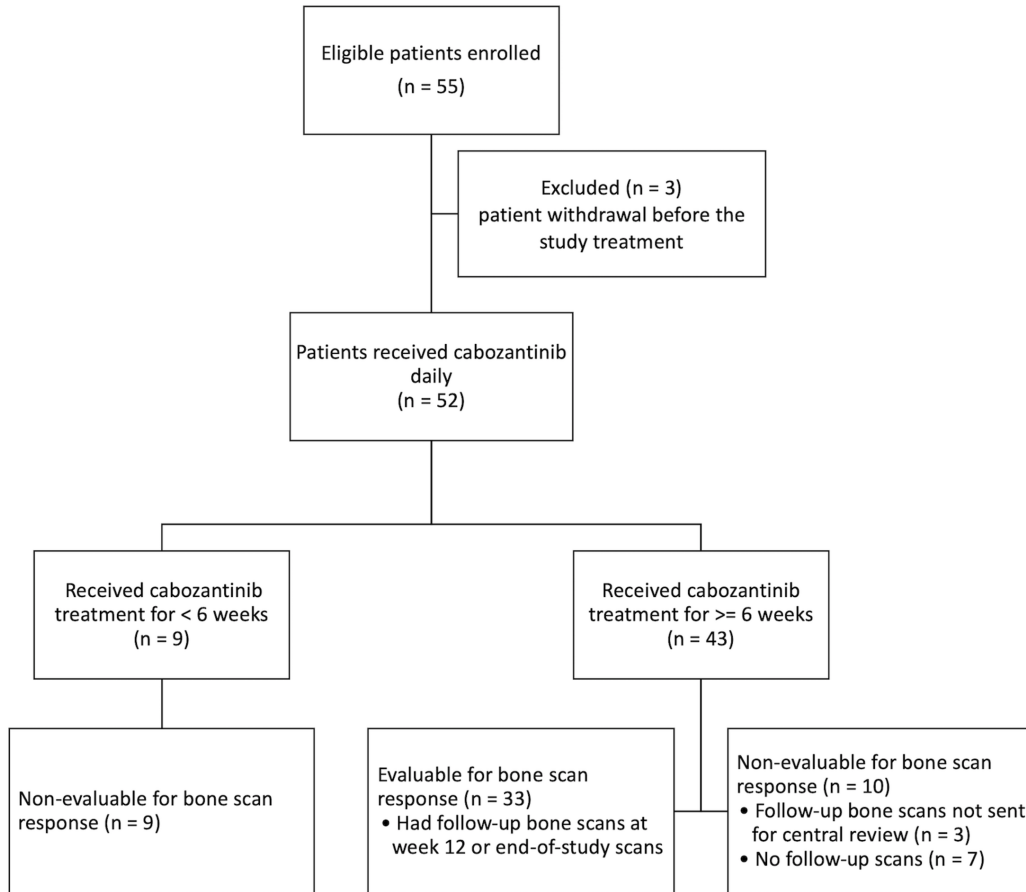 Eligible patients enrolled
(n = 55)
Excluded (n = 3)
patient withdrawal before the
study treatment
Patients received cabozantinib
daily
(n = 52)
Received cabozantinib
treatment for < 6 weeks
(n = 9)
Received cabozantinib
treatment for >= 6 weeks
(n = 43)
Non-evaluable for bone scan
response (n = 9)
Evaluable for bone scan
response (n = 33)
• Had follow-up bone scans at
week 12 or end-of-study scans
Non-evaluable for bone scan
response (n = 10)
• Follow-up bone scans not sent
for central review (n = 3)
• No follow-up scans (n = 7)